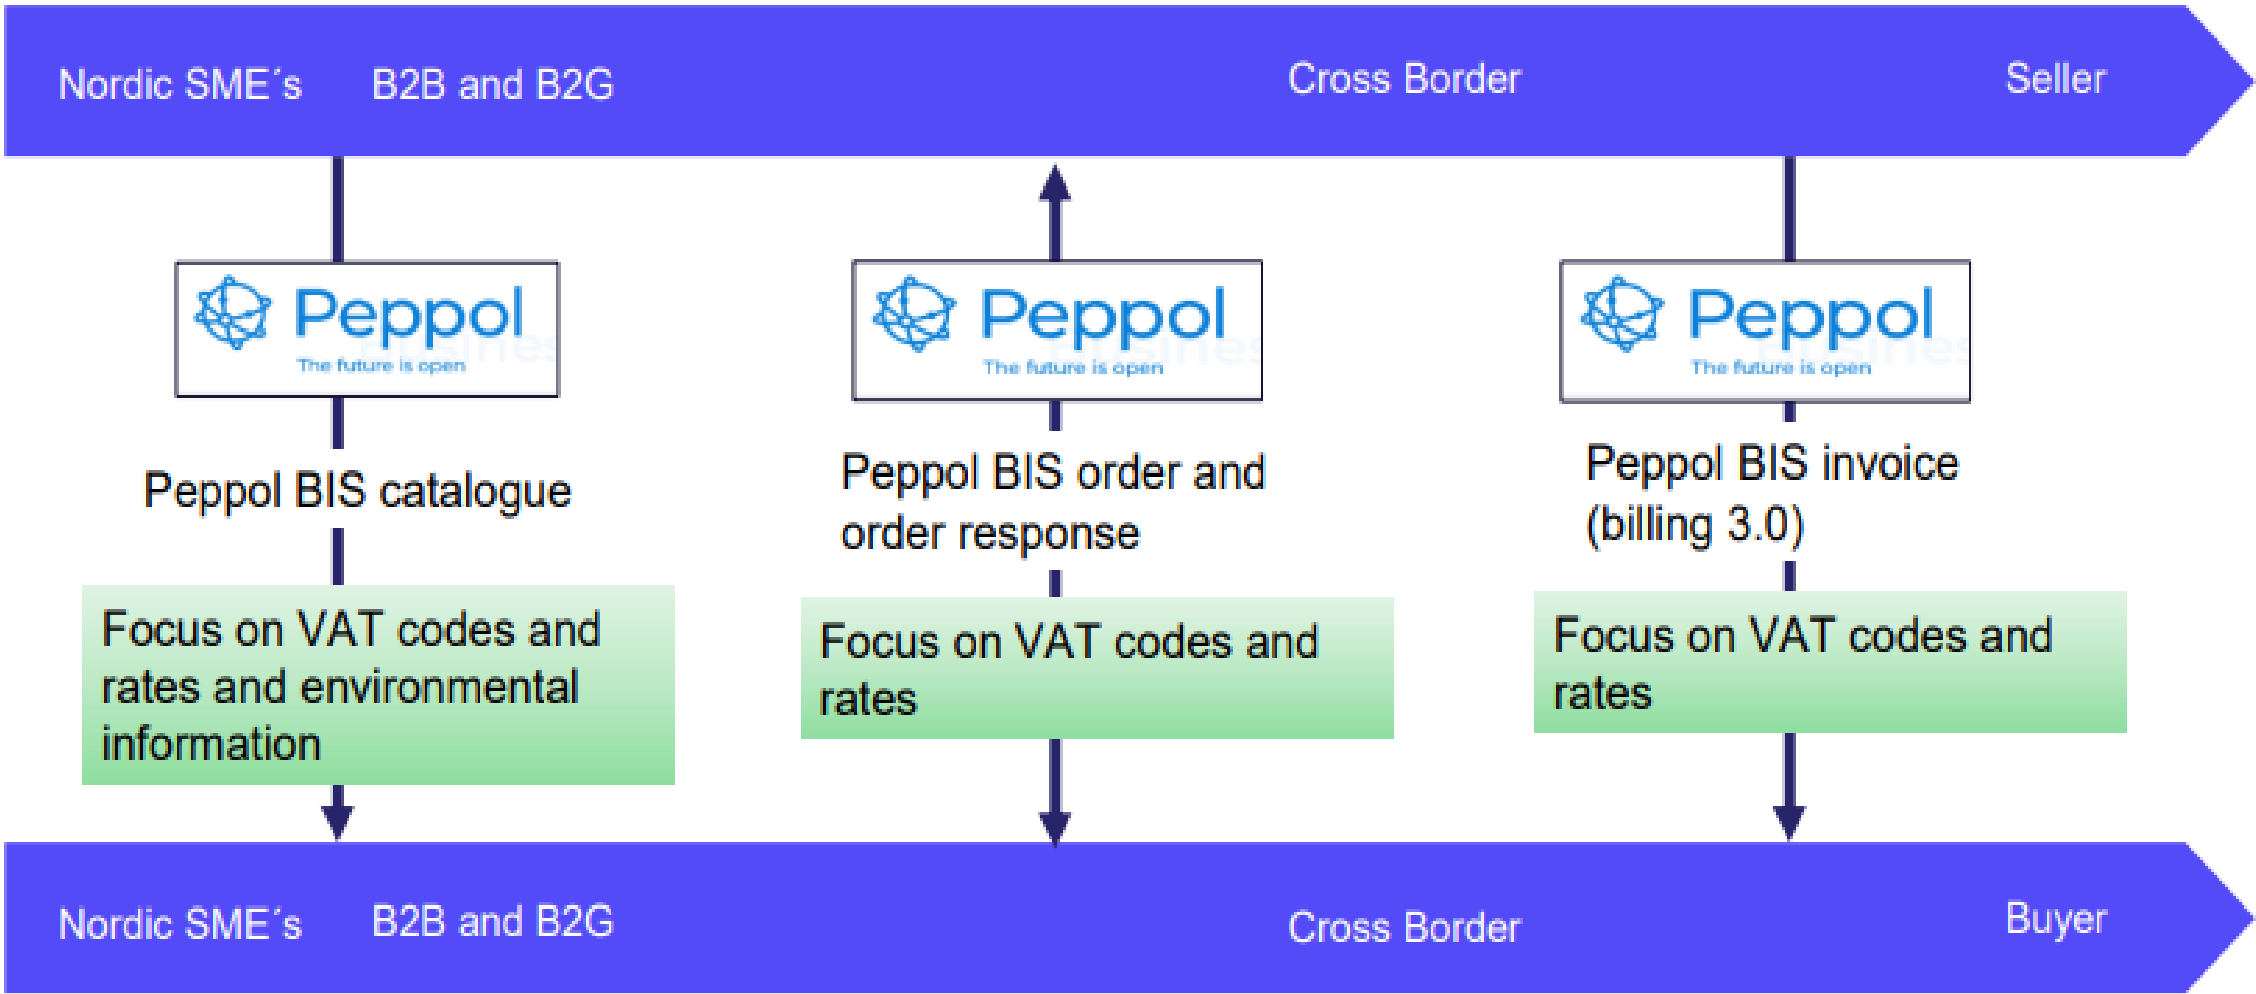 Nordic SME´s B2B and B2G Cross Border Seller
Peppol
The future is open
Peppol BIS catalogue
Focus on VAT codes and
rates and environmental
information
Peppol
The future is open
Peppol BIS order and
order response
Focus on VAT codes and
rates
Peppol
The future is open
Peppol BIS invoice
(billing 3.0)
Focus on VAT codes and
rates
Nordic SME´s B2B and B2G Cross Border Buyer